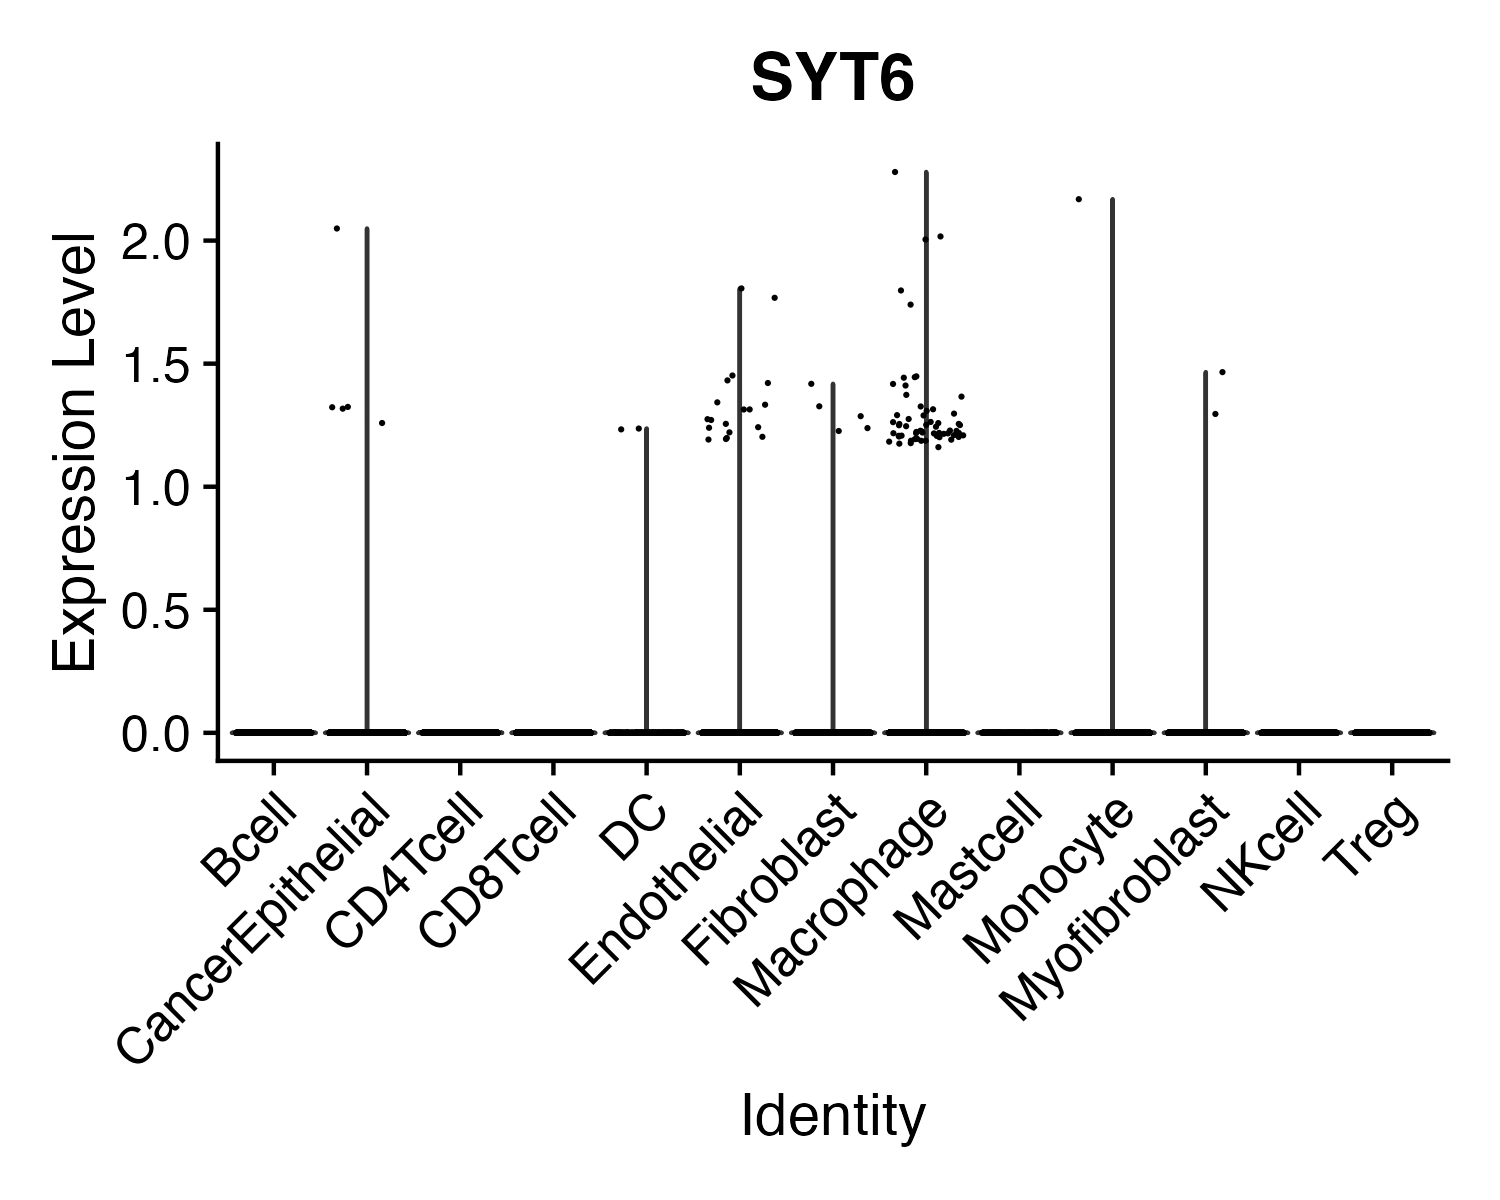 SYT6
Expression Level
2.0
1.5
1.0
0.5
0.0
Bcell
CancerEpithelial
CD4Tcell
CD8Tcell
DC
Endothelial
Fibroblast
Macrophage
Mastcell
Monocyte
Myofibroblast
NKcell
Treg
Identity